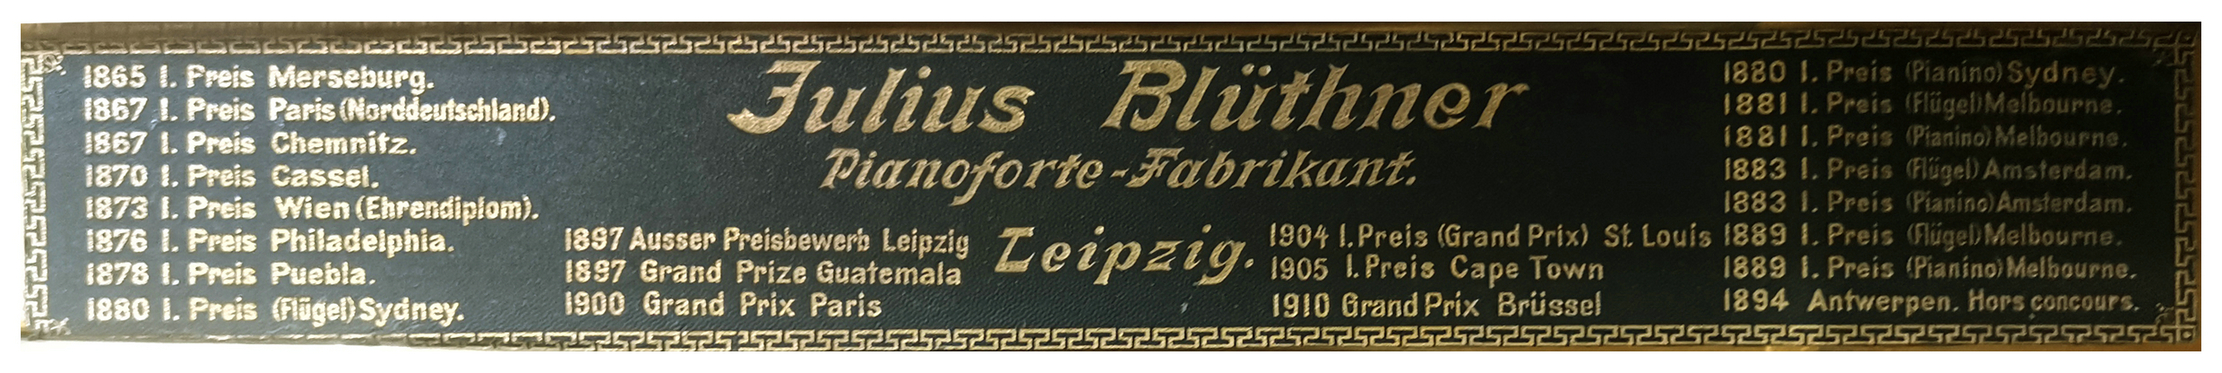 1865 I. Preis Merseburg.
1867 I. Preis Paris (Norddeutschland).
1867 I. Preis Chemnitz.
1870 I. Preis Cassel.
1873 I. Preis Wien (Ehrendiplom).
1876 I. Preis Philadelphia.
1878 I. Preis Puebla.
1880 I. Preis (Flügel) Sydney.
Julius Blüthner
Pianoforte-Fabrikant.
Leipzig.
1897 Ausser Preisbewerb Leipzig
1897 Grand Prize Guatemala
1900 Grand Prix Paris
1904 I. Preis (Grand Prix) St. Louis
1905 I. Preis Cape Town
1910 Grand Prix Brüssel
1880 I. Preis (Pianino) Sydney.
1881 I. Preis (Flügel) Melbourne.
1881 I. Preis (Pianino) Melbourne.
1883 I. Preis (Flügel) Amsterdam.
1883 I. Preis (Pianino) Amsterdam.
1889 I. Preis (Flügel) Melbourne.
1889 I. Preis (Pianino) Melbourne.
1894 Antwerpen. Hors concours.